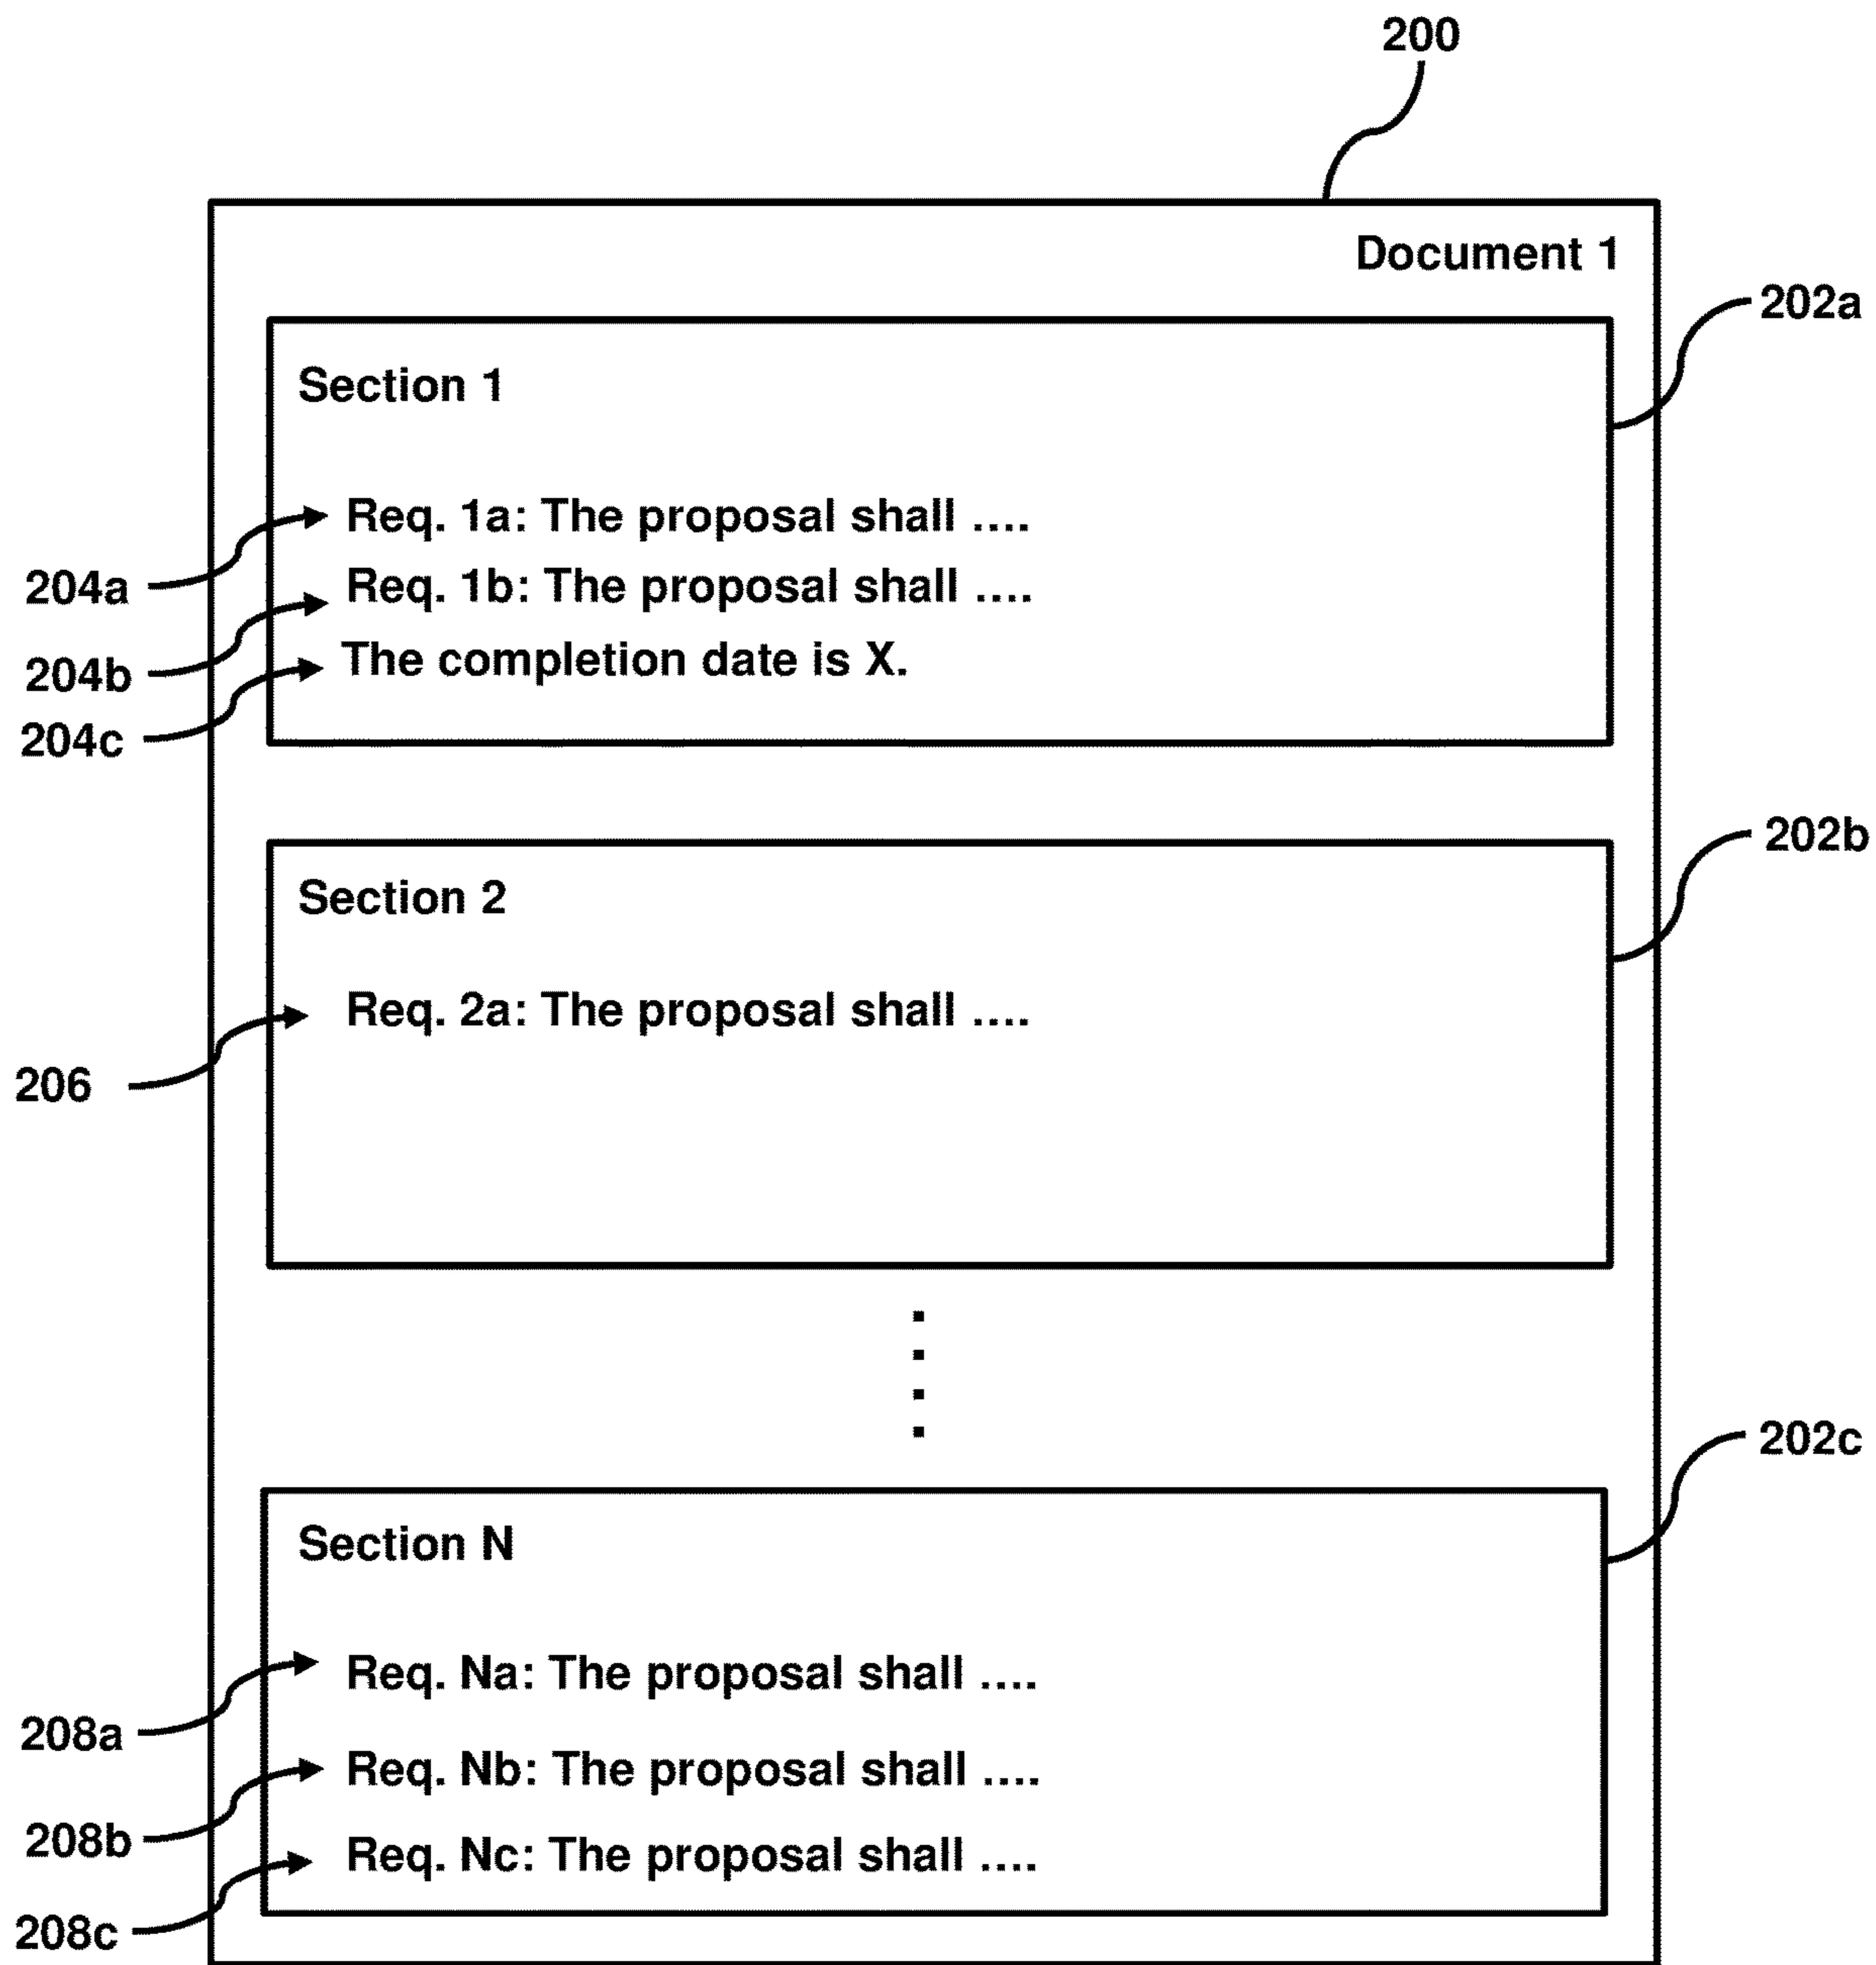 200
Document 1
202a
Section 1
Req. 1a: The proposal shall ....
204a
Req. 1b: The proposal shall ....
204b
The completion date is X.
204c
202b
Section 2
Req. 2a: The proposal shall ....
206
202c
Section N
Req. Na: The proposal shall ....
208a
Req. Nb: The proposal shall ....
208b
Req. Nc: The proposal shall ....
208c